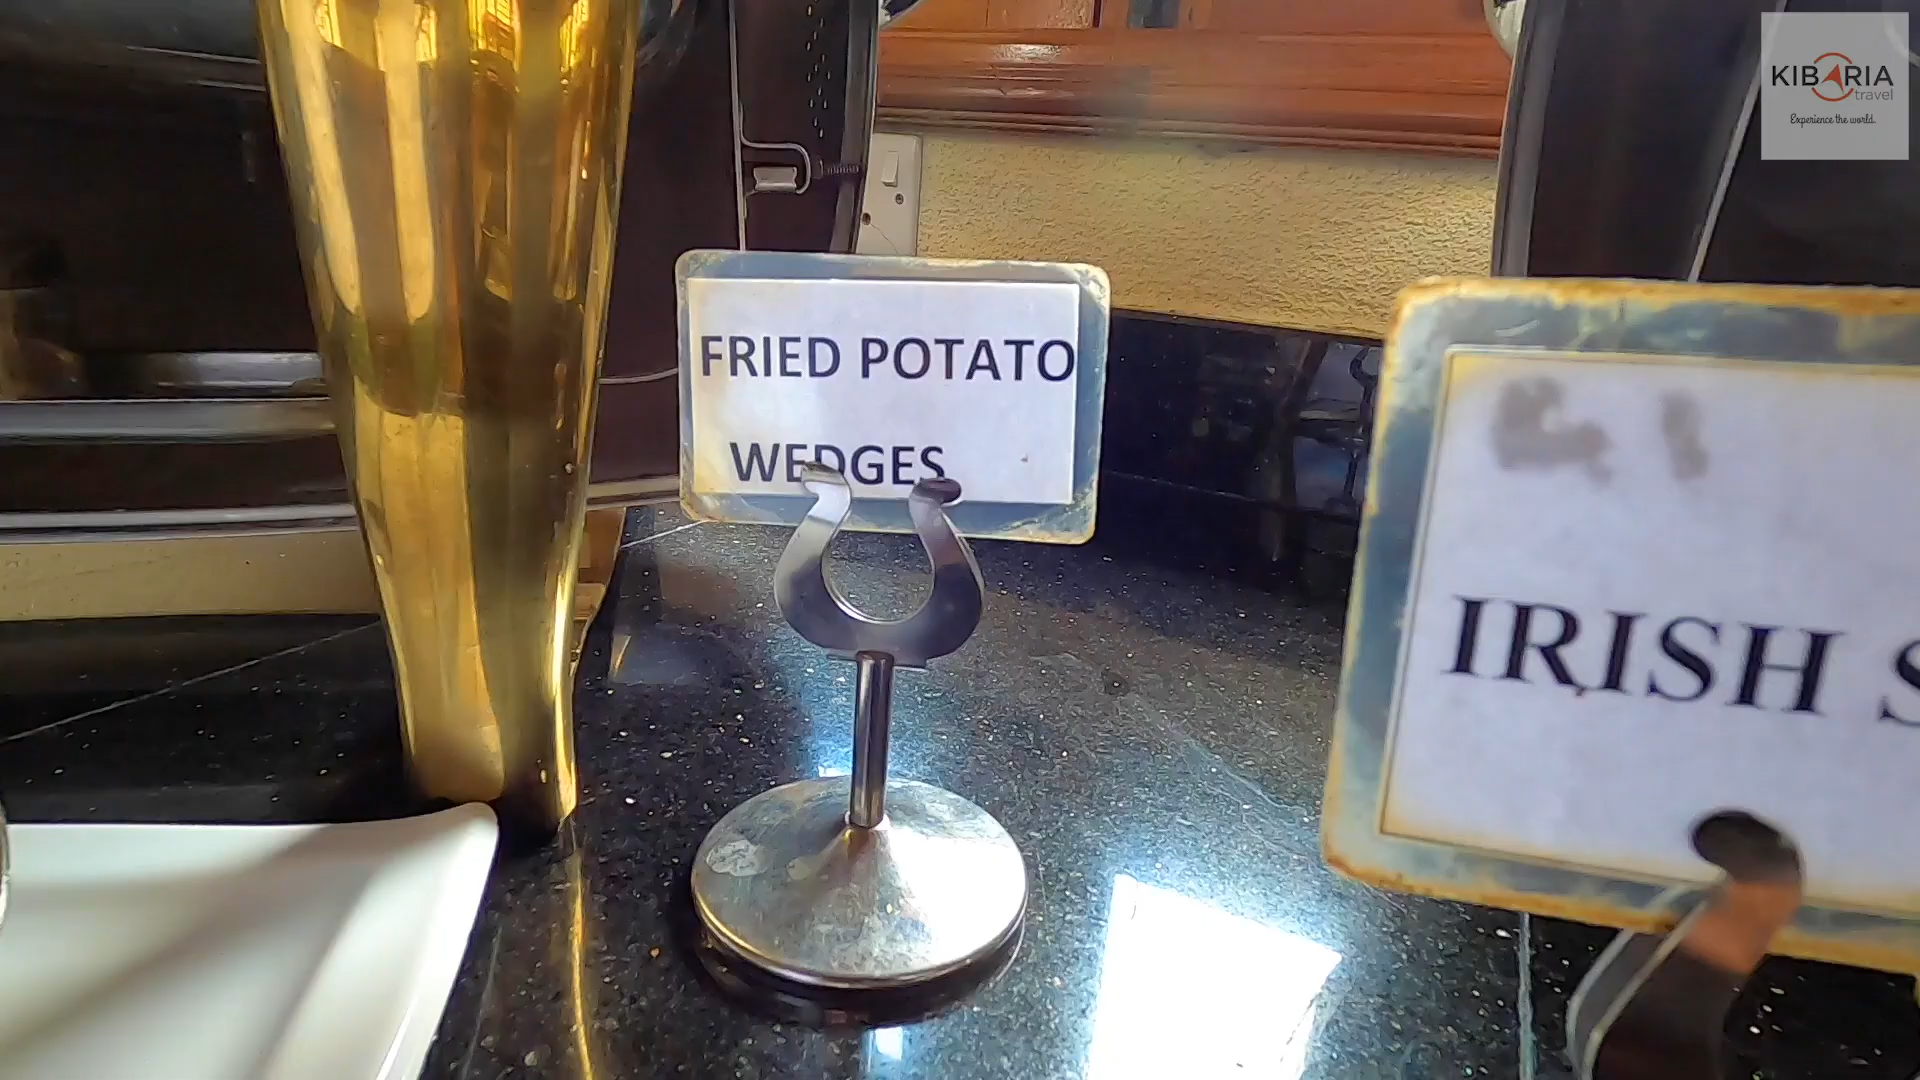 KIBARIA
travel
Experience the world.
FRIED POTATO
WEDGES
IRISH